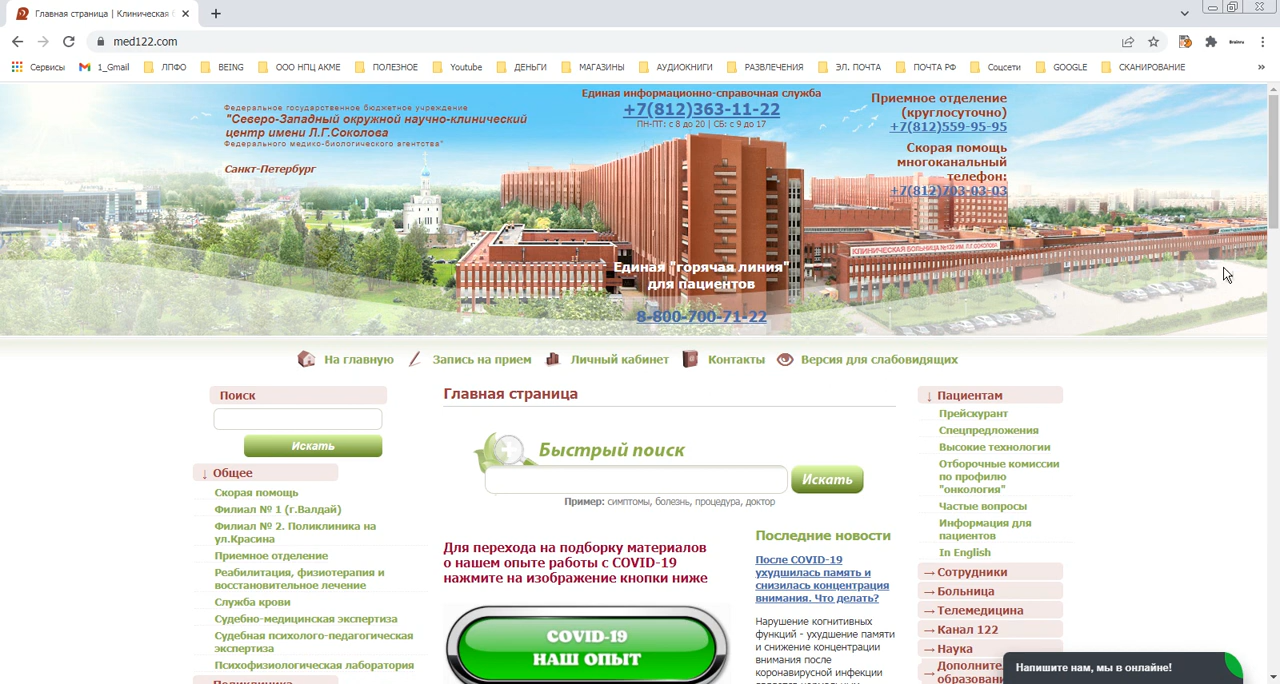 Главная страница | Клиническая б
med122.com
Сервисы
1_Gmail
ЛПФО
BEING
ООО НПЦ АКМЕ
ПОЛЕЗНОЕ
Youtube
ДЕНЬГИ
МАГАЗИНЫ
АУДИОКНИГИ
РАЗВЛЕЧЕНИЯ
ЭЛ. ПОЧТА
ПОЧТА РФ
Соцсети
GOOGLE
СКАНИРОВАНИЕ
»
Федеральное государственное бюджетное учреждение
"Северо-Западный окружной научно-клинический
центр имени Л.Г.Соколова
Федерального медико-биологического агентства"
Санкт-Петербург
Единая информационно-справочная служба
+7(812)363-11-22
ПН-ПТ: с 8 до 20 | СБ: с 9 до 17
Приемное отделение
(круглосуточно)
+7(812)559-95-95
Скорая помощь
многоканальный
телефон:
+7(812)703-03-03
КЛИНИЧЕСКАЯ БОЛЬНИЦА №122 ИМ. Л.Г. СОКОЛОВА
Единая "горячая линия"
для пациентов
8-800-700-71-22
На главную
Запись на прием
Личный кабинет
Контакты
Версия для слабовидящих
Поиск
Искать
↓ Общее
Скорая помощь
Филиал № 1 (г.Валдай)
Филиал № 2. Поликлиника на
ул.Красина
Приемное отделение
Реабилитация, физиотерапия и
восстановительное лечение
Служба крови
Судебно-медицинская экспертиза
Судебная психолого-педагогическая
экспертиза
Психофизиологическая лаборатория
Поликлиника
Главная страница
Быстрый поиск
Искать
Пример: симптомы, болезнь, процедура, доктор
Для перехода на подборку материалов
о нашем опыте работы с COVID-19
нажмите на изображение кнопки ниже
COVID-19
НАШ ОПЫТ
Последние новости
После COVID-19
ухудшилась память и
снизилась концентрация
внимания. Что делать?
Нарушение когнитивных
функций - ухудшение памяти
и снижение концентрации
внимания после
коронавирусной инфекции
↓ Пациентам
Прейскурант
Спецпредложения
Высокие технологии
Отборочные комиссии
по профилю
"онкология"
Частые вопросы
Информация для
пациентов
In English
→ Сотрудники
→ Больница
→ Телемедицина
→ Канал 122
→ Наука
→ Дополните
образовани
Напишите нам, мы в онлайне!